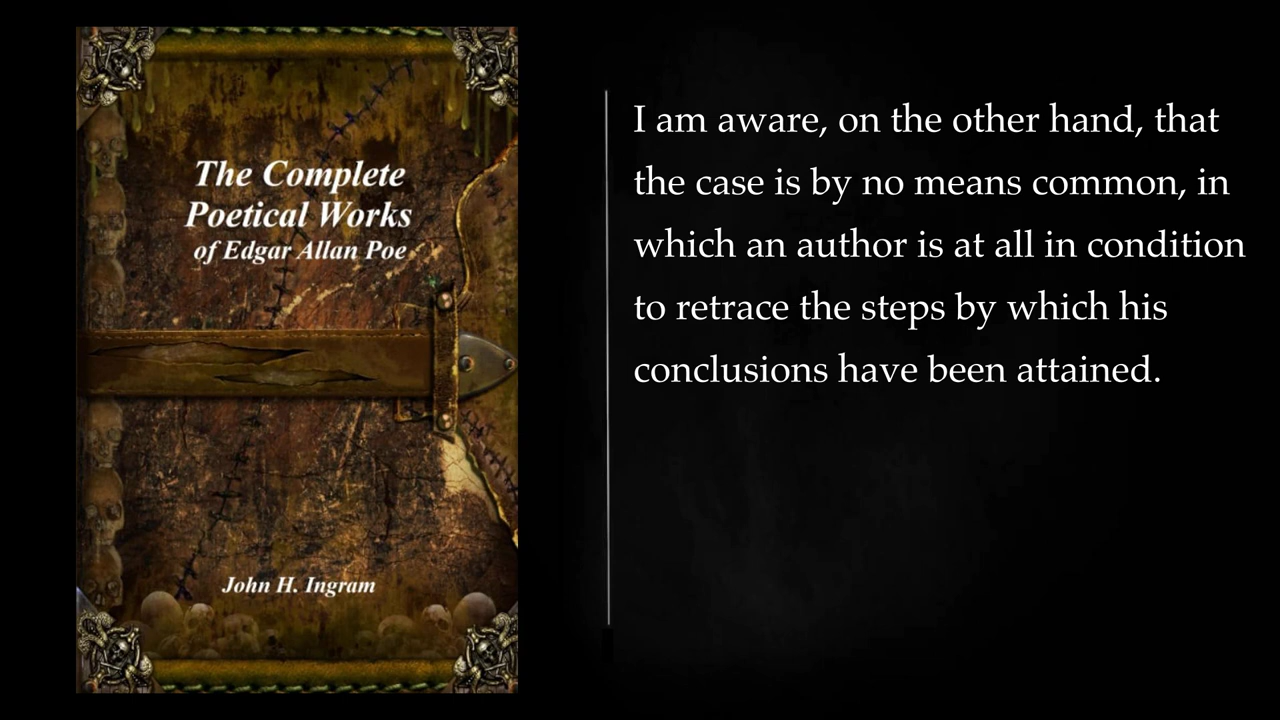 The Complete
Poetical Works
of Edgar Allan Poe
John H. Ingram
I am aware, on the other hand, that
the case is by no means common, in
which an author is at all in condition
to retrace the steps by which his
conclusions have been attained.